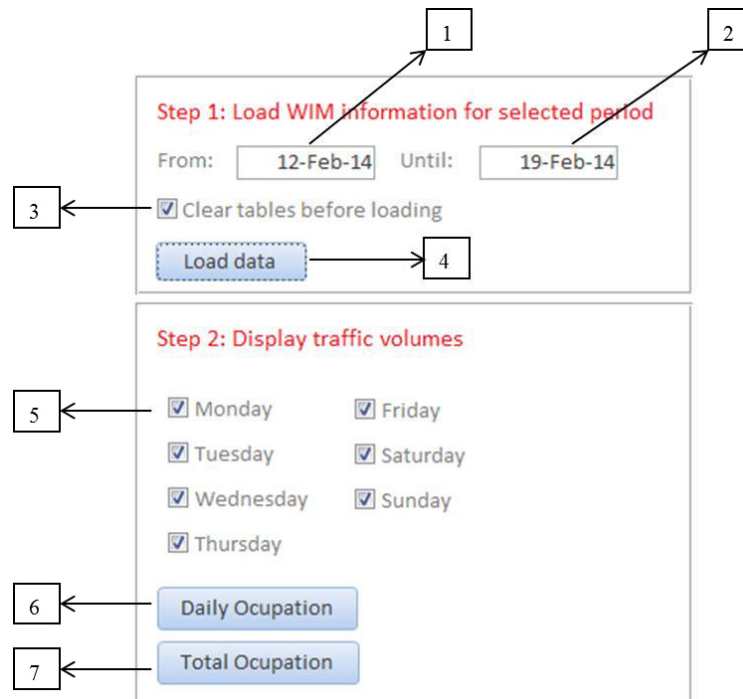 1
2
Step 1: Load WIM information for selected period
From: 12-Feb-14 Until: 19-Feb-14
3
Clear tables before loading
Load data
4
Step 2: Display traffic volumes
5
Monday Friday
Tuesday Saturday
Wednesday Sunday
Thursday
6
Daily Ocupation
7
Total Ocupation